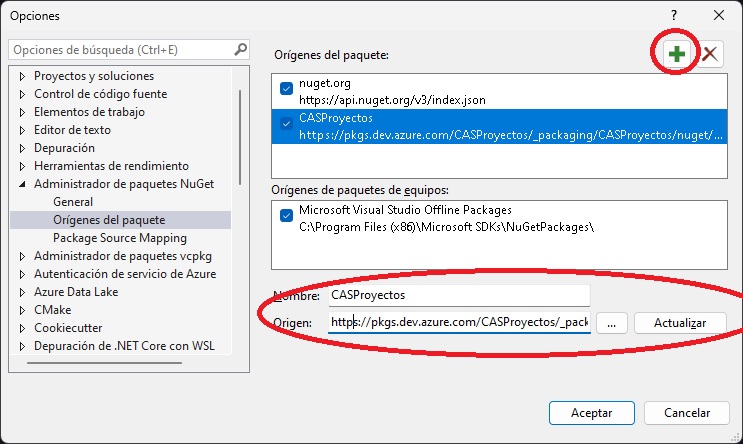 Opciones
?
Opciones de búsqueda (Ctrl+E)
Proyectos y soluciones
Control de código fuente
Elementos de trabajo
Editor de texto
Depuración
Herramientas de rendimiento
Administrador de paquetes NuGet
General
Orígenes del paquete
Package Source Mapping
Administrador de paquetes vcpkg
Autenticación de servicio de Azure
Azure Data Lake
CMake
Cookiecutter
Depuración de .NET Core con WSL
Orígenes del paquete:
nuget.org
https://api.nuget.org/v3/index.json
CASProyectos
https://pkgs.dev.azure.com/CASProyectos/_packaging/CASProyectos/nuget/...
Orígenes de paquetes de equipos:
Microsoft Visual Studio Offline Packages
C:\Program Files (x86)\Microsoft SDKs\NuGetPackages\
Nombre: CASProyectos
Origen: https://pkgs.dev.azure.com/CASProyectos/_pack ... Actualizar
Aceptar Cancelar